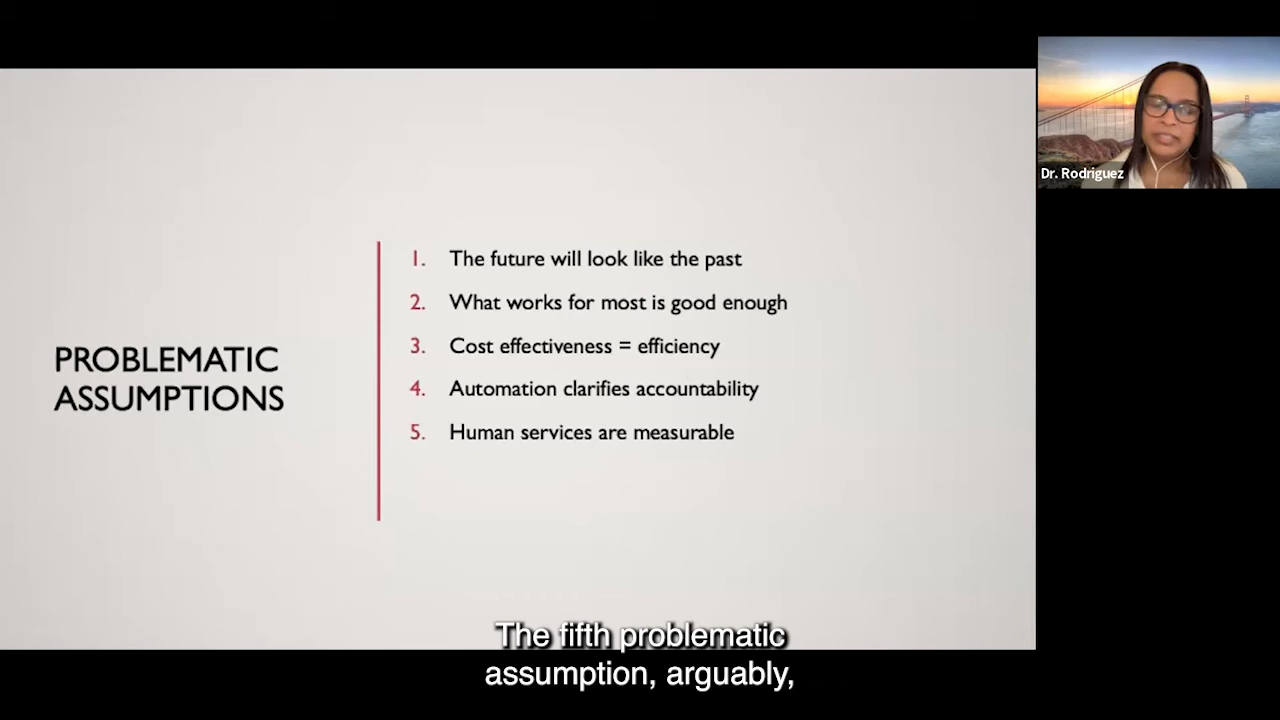 Dr. Rodriguez
PROBLEMATIC
ASSUMPTIONS
1. The future will look like the past
2. What works for most is good enough
3. Cost effectiveness = efficiency
4. Automation clarifies accountability
5. Human services are measurable
The fifth problematic
assumption, arguably,